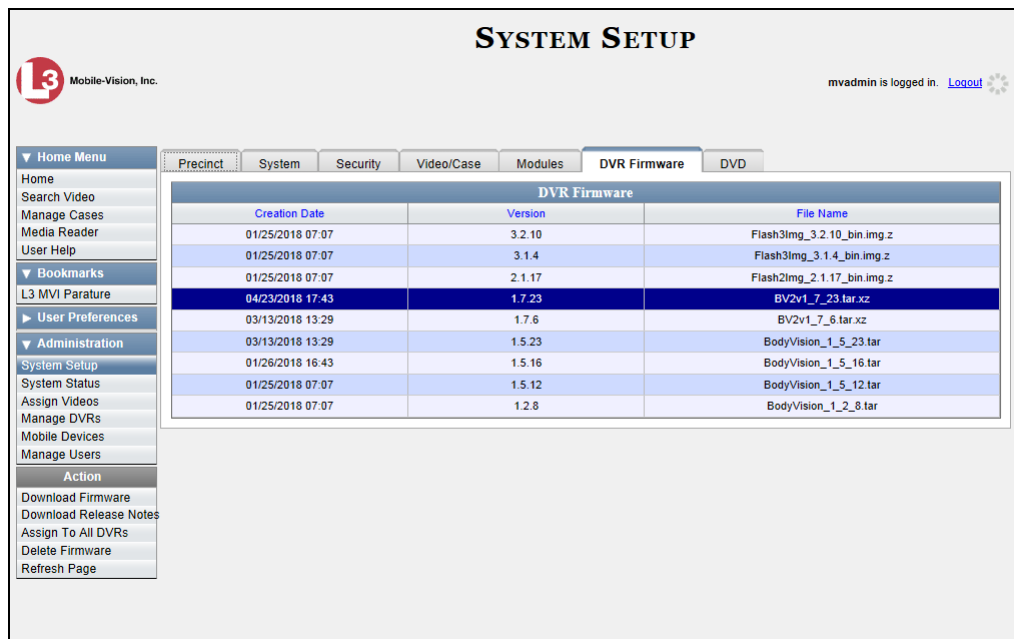 SYSTEM SETUP
L3 Mobile-Vision, Inc.
mvadmin is logged in. Logout
▼ Home Menu
Home
Search Video
Manage Cases
Media Reader
User Help
▼ Bookmarks
L3 MVI Parature
▶ User Preferences
▼ Administration
System Setup
System Status
Assign Videos
Manage DVRs
Mobile Devices
Manage Users
Action
Download Firmware
Download Release Notes
Assign To All DVRs
Delete Firmware
Refresh Page
Precinct System Security Video/Case Modules DVR Firmware DVD
DVR Firmware
Creation Date Version File Name
01/25/2018 07:07 3.2.10 Flash3Img_3.2.10_bin.img.z
01/25/2018 07:07 3.1.4 Flash3Img_3.1.4_bin.img.z
01/25/2018 07:07 2.1.17 Flash2Img_2.1.17_bin.img.z
04/23/2018 17:43 1.7.23 BV2v1_7_23.tar.xz
03/13/2018 13:29 1.7.6 BV2v1_7_6.tar.xz
03/13/2018 13:29 1.5.23 BodyVision_1_5_23.tar
01/26/2018 16:43 1.5.16 BodyVision_1_5_16.tar
01/25/2018 07:07 1.5.12 BodyVision_1_5_12.tar
01/25/2018 07:07 1.2.8 BodyVision_1_2_8.tar